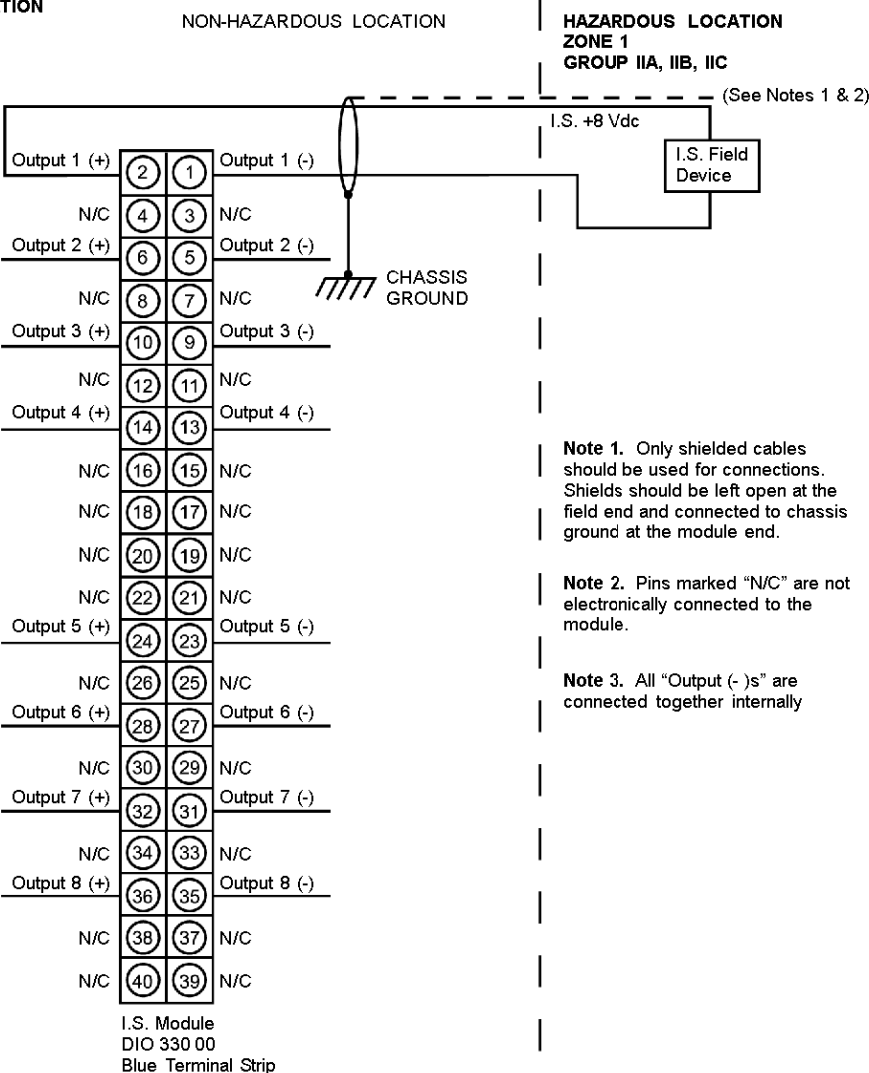 TION
NON-HAZARDOUS LOCATION
HAZARDOUS LOCATION
ZONE 1
GROUP IIA, IIB, IIC
(See Notes 1 & 2)
I.S. +8 Vdc
I.S. Field
Device
Output 1 (+) 2 1 Output 1 (-)
N/C 4 3 N/C
Output 2 (+) 6 5 Output 2 (-)
CHASSIS
GROUND
N/C 8 7 N/C
Output 3 (+) 10 9 Output 3 (-)
N/C 12 11 N/C
Output 4 (+) 14 13 Output 4 (-)
N/C 16 15 N/C
N/C 18 17 N/C
N/C 20 19 N/C
N/C 22 21 N/C
Output 5 (+) 24 23 Output 5 (-)
N/C 26 25 N/C
Output 6 (+) 28 27 Output 6 (-)
N/C 30 29 N/C
Output 7 (+) 32 31 Output 7 (-)
N/C 34 33 N/C
Output 8 (+) 36 35 Output 8 (-)
N/C 38 37 N/C
N/C 40 39 N/C
I.S. Module
DIO 330 00
Blue Terminal Strip
Note 1. Only shielded cables
should be used for connections.
Shields should be left open at the
field end and connected to chassis
ground at the module end.
Note 2. Pins marked “N/C” are not
electronically connected to the
module.
Note 3. All “Output (- )s” are
connected together internally